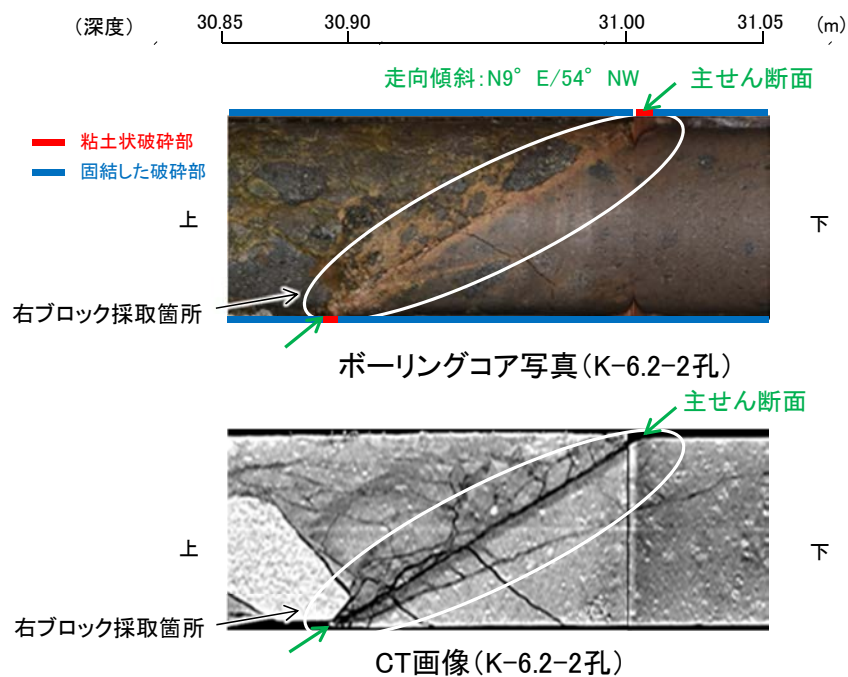 （深度） 30.85 30.90 31.00 31.05 (m)
走向傾斜：N9° E/54° NW 主せん断面
粘土状破砕部
固結した破砕部
上 下
右ブロック採取箇所
ボーリングコア写真（K-6.2-2孔）
主せん断面
上 下
右ブロック採取箇所
CT画像（K-6.2-2孔）